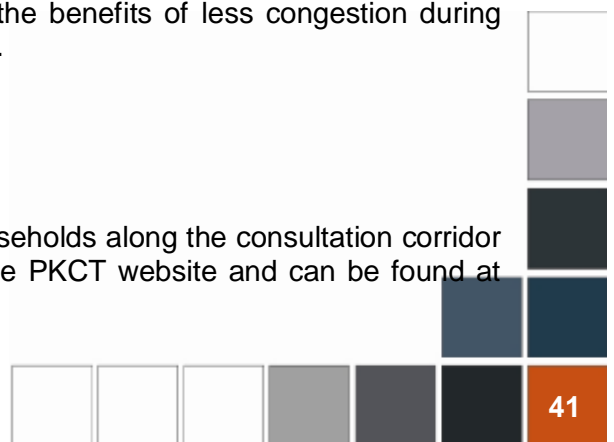 the benefits of less congestion during
.
seholds along the consultation corridor
e PKCT website and can be found at
41